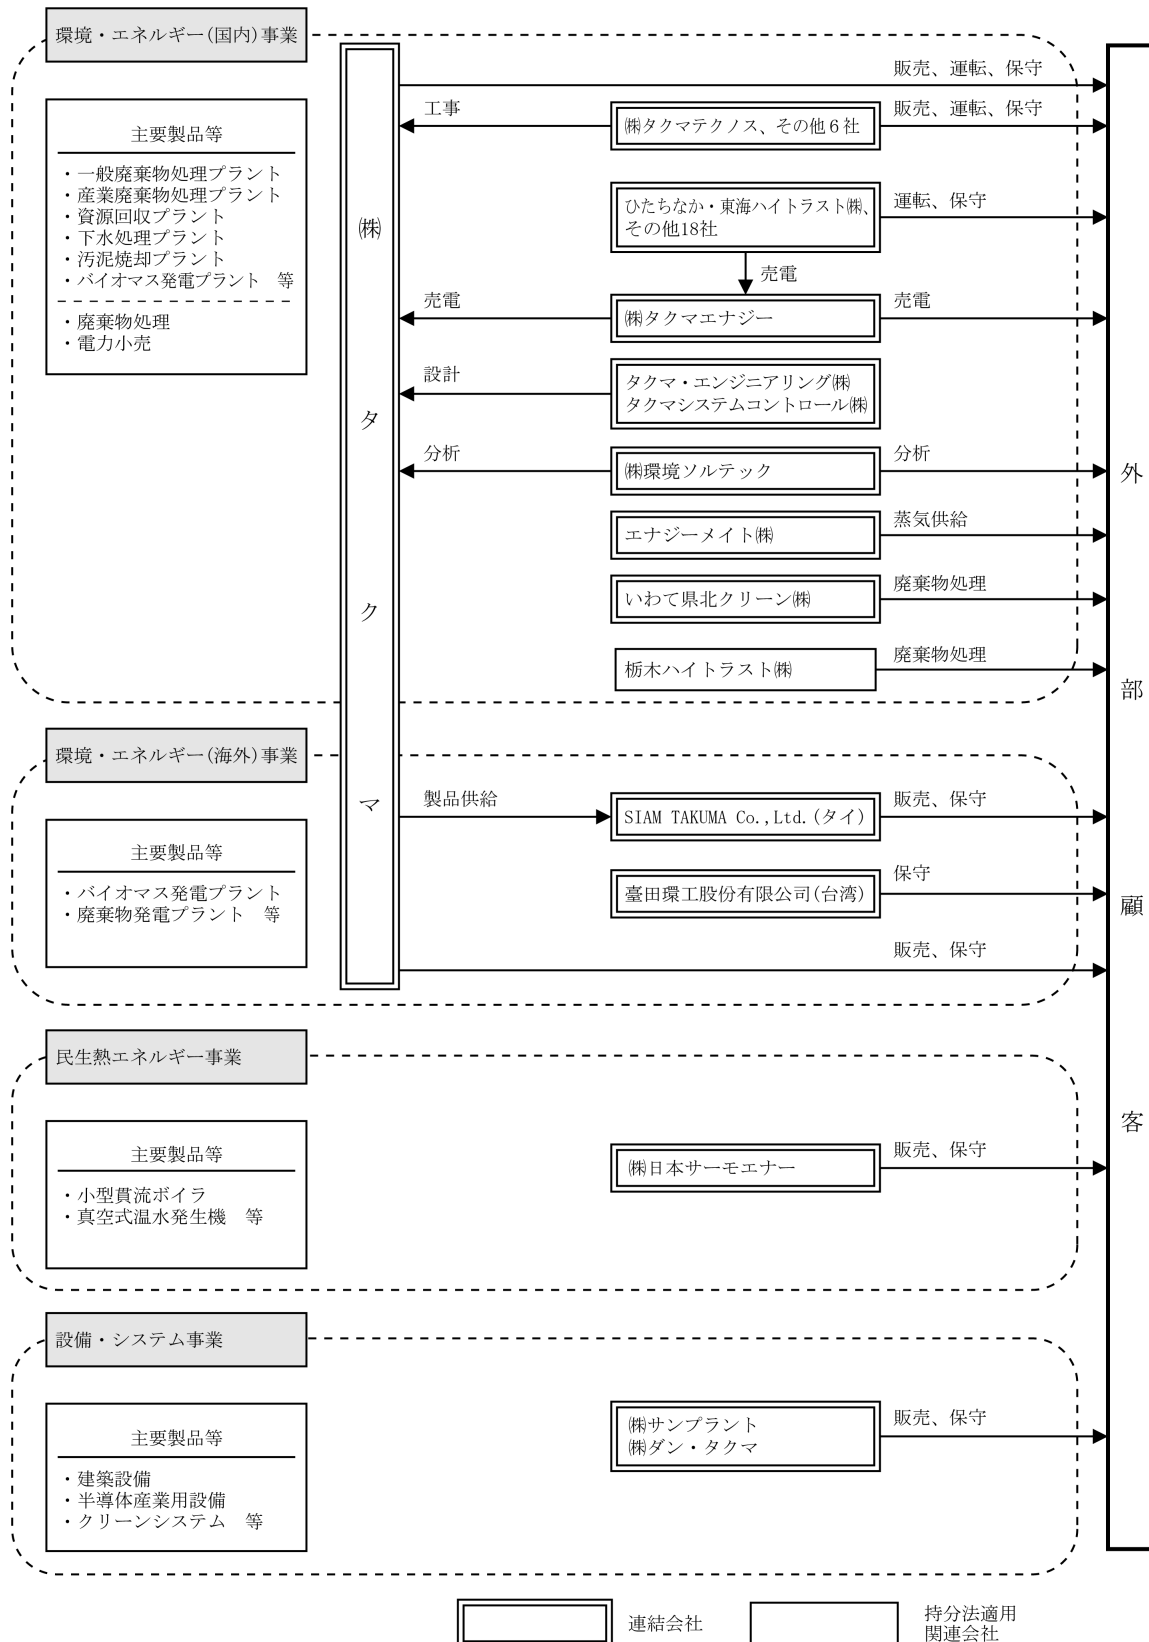 環境・エネルギー(国内)事業
主要製品等
・一般廃棄物処理プラント
・産業廃棄物処理プラント
・資源回収プラント
・下水処理プラント
・汚泥焼却プラント
・バイオマス発電プラント　等
・廃棄物処理
・電力小売
㈱タクマ
販売、運転、保守
工事
㈱タクマテクノス、その他６社
販売、運転、保守
ひたちなか・東海ハイトラスト㈱、
その他18社
運転、保守
売電
売電
㈱タクマエナジー
売電
設計
タクマ・エンジニアリング㈱
タクマシステムコントロール㈱
分析
㈱環境ソルテック
分析
エナジーメイト㈱
蒸気供給
いわて県北クリーン㈱
廃棄物処理
栃木ハイトラスト㈱
廃棄物処理
外部顧客
環境・エネルギー(海外)事業
主要製品等
・バイオマス発電プラント
・廃棄物発電プラント　等
製品供給
SIAM TAKUMA Co.,Ltd.(タイ)
販売、保守
臺田環工股份有限公司(台湾)
保守
販売、保守
民生熱エネルギー事業
主要製品等
・小型貫流ボイラ
・真空式温水発生機　等
㈱日本サーモエナー
販売、保守
設備・システム事業
主要製品等
・建築設備
・半導体産業用設備
・クリーンシステム　等
㈱サンプラント
㈱ダン・タクマ
販売、保守
連結会社
持分法適用
関連会社